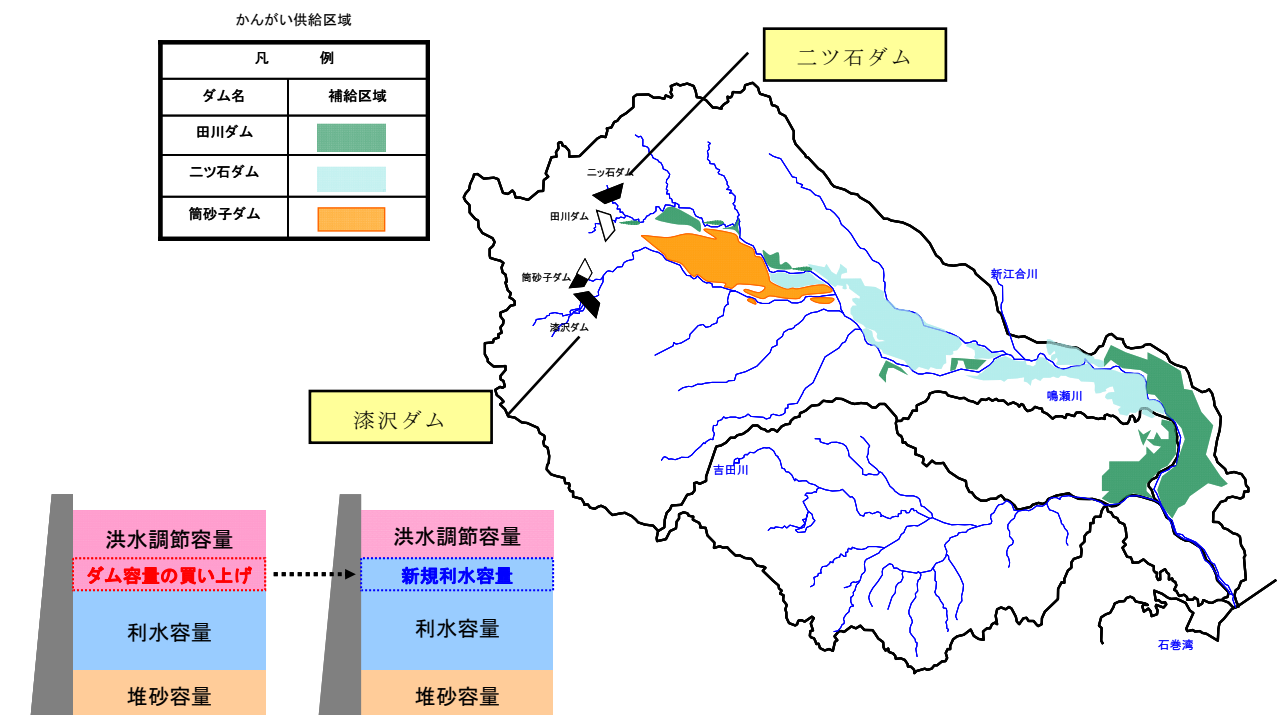 かんがい供給区域
凡　例
ダム名　補給区域
田川ダム
二ツ石ダム
筒砂子ダム
二ツ石ダム
二ッ石ダム
田川ダム
筒砂子ダム
漆沢ダム
漆沢ダム
新江合川
鳴瀬川
吉田川
石巻湾
洪水調節容量
ダム容量の買い上げ
利水容量
堆砂容量
洪水調節容量
新規利水容量
利水容量
堆砂容量